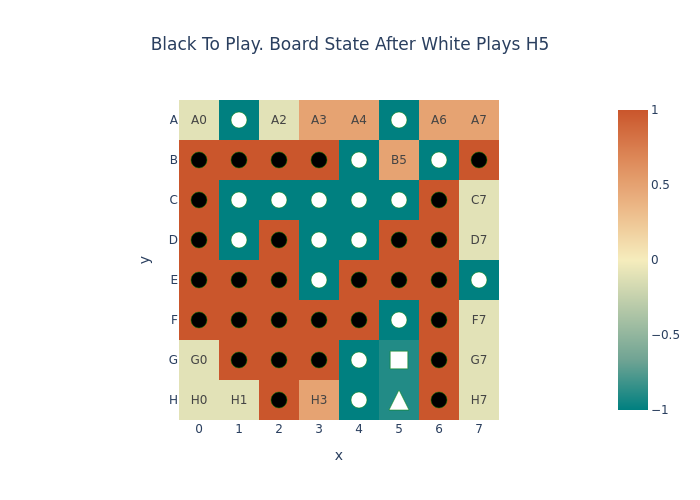 Black To Play. Board State After White Plays H5
A A0 A2 A3 A4 A6 A7
B B5
C C7
D D7
E
F F7
G G0 G7
H H0 H1 H3 H7
0 1 2 3 4 5 6 7
x
y
1
0.5
0
−0.5
−1